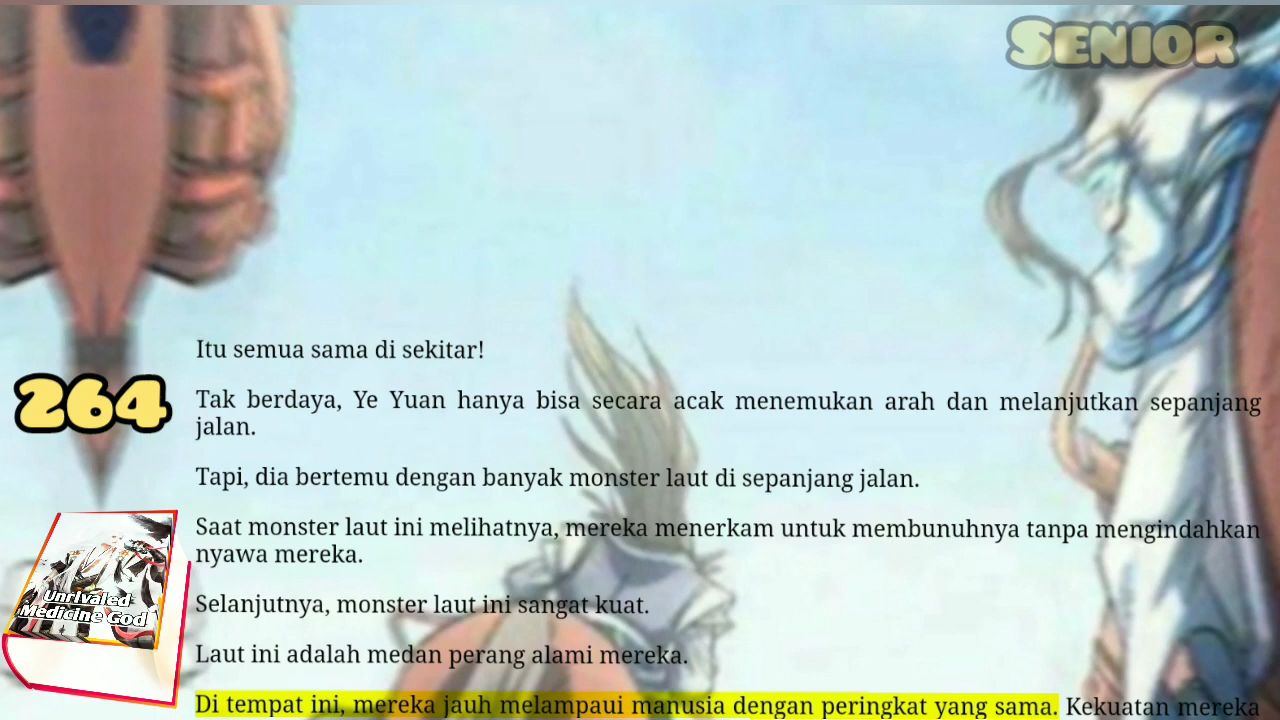 Senior
Itu semua sama di sekitar!
264
Tak berdaya, Ye Yuan hanya bisa secara acak menemukan arah dan melanjutkan sepanjang
jalan.
Tapi, dia bertemu dengan banyak monster laut di sepanjang jalan.
Saat monster laut ini melihatnya, mereka menerkam untuk membunuhnya tanpa mengindahkan
nyawa mereka.
Unrivaled
Medicine God
Selanjutnya, monster laut ini sangat kuat.
Laut ini adalah medan perang alami mereka.
Di tempat ini, mereka jauh melampaui manusia dengan peringkat yang sama. Kekuatan mereka